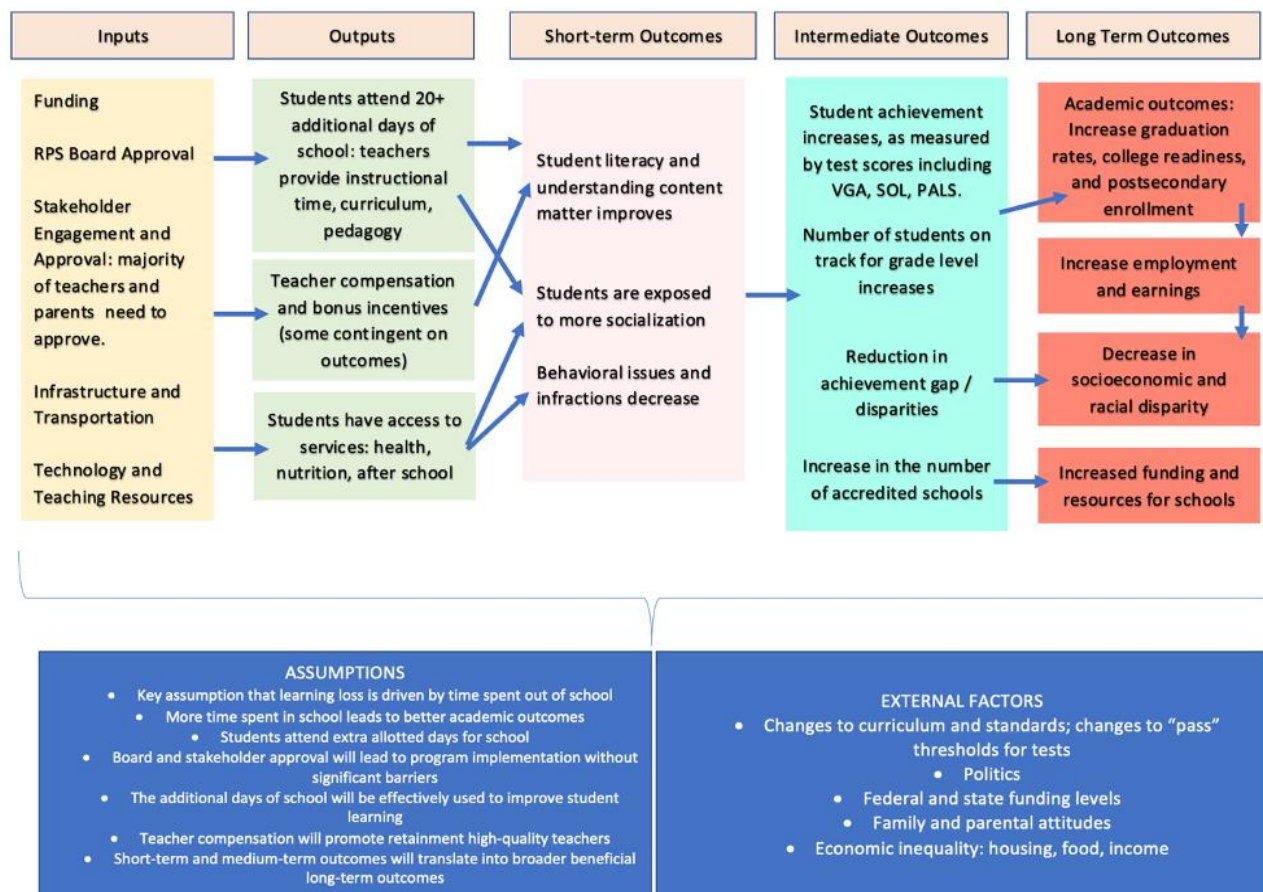 Inputs
Outputs
Short-term Outcomes
Intermediate Outcomes
Long Term Outcomes
Funding
RPS Board Approval
Stakeholder
Engagement and
Approval: majority
of teachers and
parents need to
approve.
Infrastructure and
Transportation
Technology and
Teaching Resources
Students attend 20+
additional days of
school: teachers
provide instructional
time, curriculum,
pedagogy
Teacher compensation
and bonus incentives
(some contingent on
outcomes)
Students have access to
services: health,
nutrition, after school
Student literacy and
understanding content
matter improves
Students are exposed
to more socialization
Behavioral issues and
infractions decrease
Student achievement
increases, as measured
by test scores including
VGA, SOL, PALS.
Number of students on
track for grade level
increases
Reduction in
achievement gap /
disparities
Increase in the number
of accredited schools
Academic outcomes:
Increase graduation
rates, college readiness,
and postsecondary
enrollment
Increase employment
and earnings
Decrease in
socioeconomic and
racial disparity
Increased funding and
resources for schools
ASSUMPTIONS
• Key assumption that learning loss is driven by time spent out of school
• More time spent in school leads to better academic outcomes
• Students attend extra allotted days for school
• Board and stakeholder approval will lead to program implementation without
significant barriers
• The additional days of school will be effectively used to improve student
learning
• Teacher compensation will promote retainment high-quality teachers
• Short-term and medium-term outcomes will translate into broader beneficial
long-term outcomes
EXTERNAL FACTORS
• Changes to curriculum and standards; changes to “pass”
thresholds for tests
• Politics
• Federal and state funding levels
• Family and parental attitudes
• Economic inequality: housing, food, income